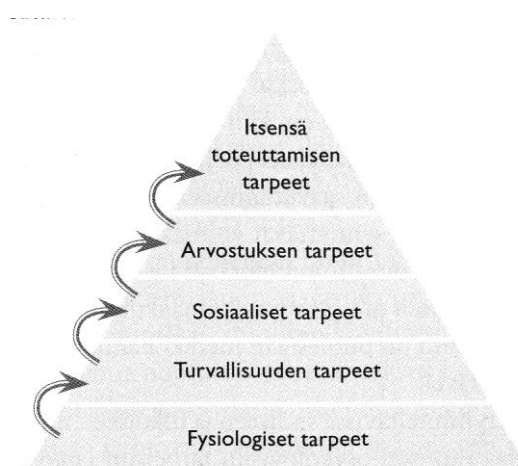 Itsensä
toteuttamisen
tarpeet
Arvostuksen tarpeet
Sosiaaliset tarpeet
Turvallisuuden tarpeet
Fysiologiset tarpeet